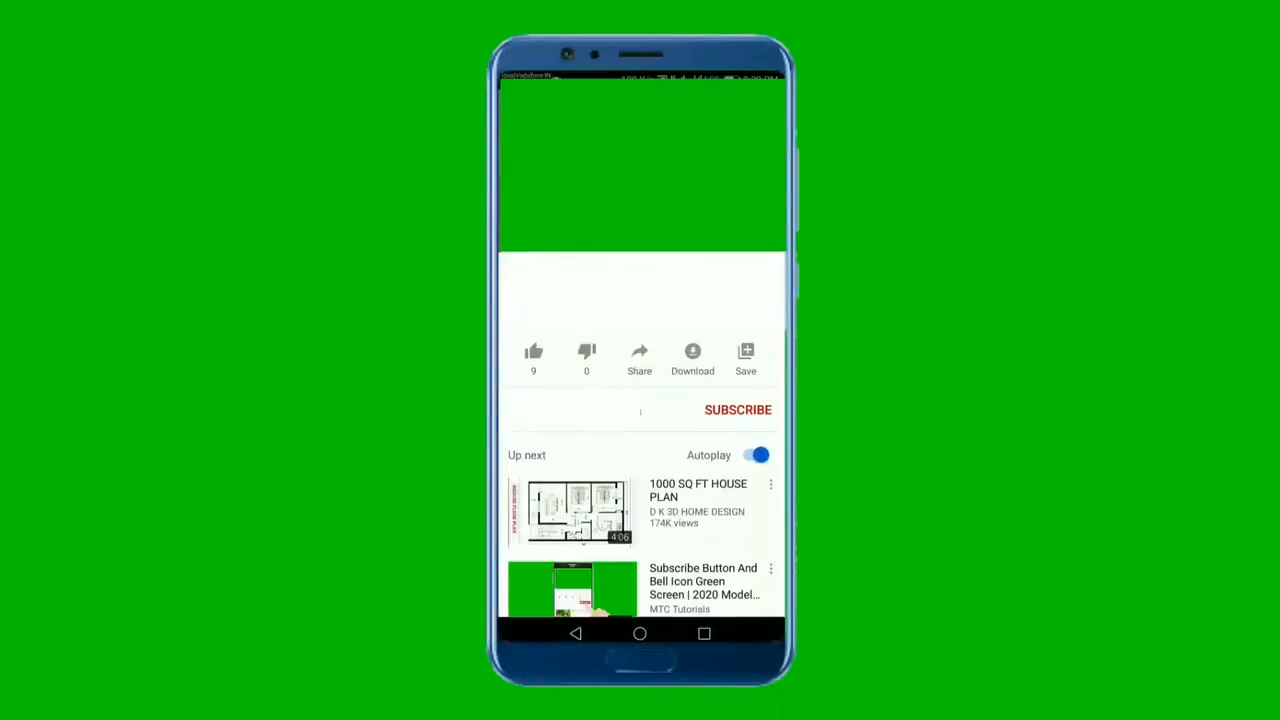 9
0
Share
Download
Save
SUBSCRIBE
Up next
Autoplay
1000 SQ FT HOUSE
PLAN
D K 3D HOME DESIGN
174K views
4:06
Subscribe Button And
Bell Icon Green
Screen | 2020 Model...
MTC Tutorials